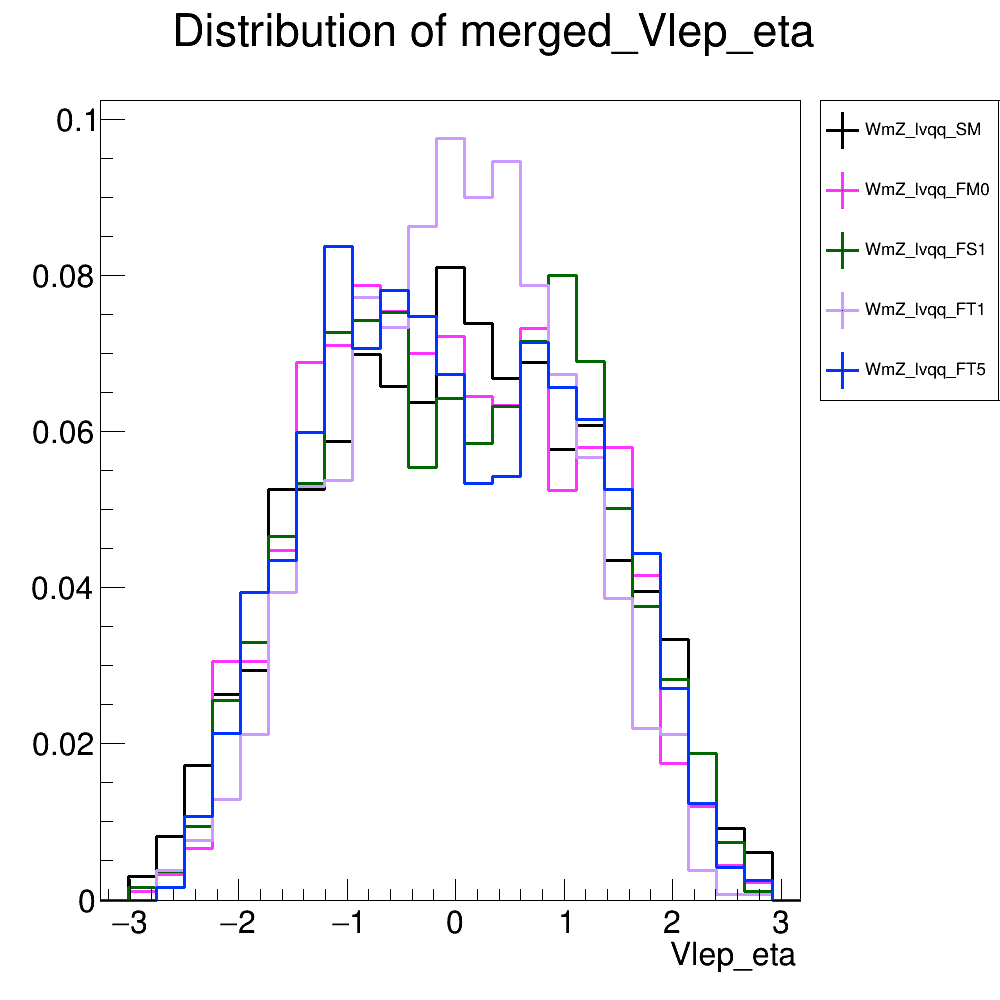 Distribution of merged_Vlep_eta
0.1
0.08
0.06
0.04
0.02
0
−3 −2 −1 0 1 2 3
Vlep_eta
WmZ_lvqq_SM
WmZ_lvqq_FM0
WmZ_lvqq_FS1
WmZ_lvqq_FT1
WmZ_lvqq_FT5